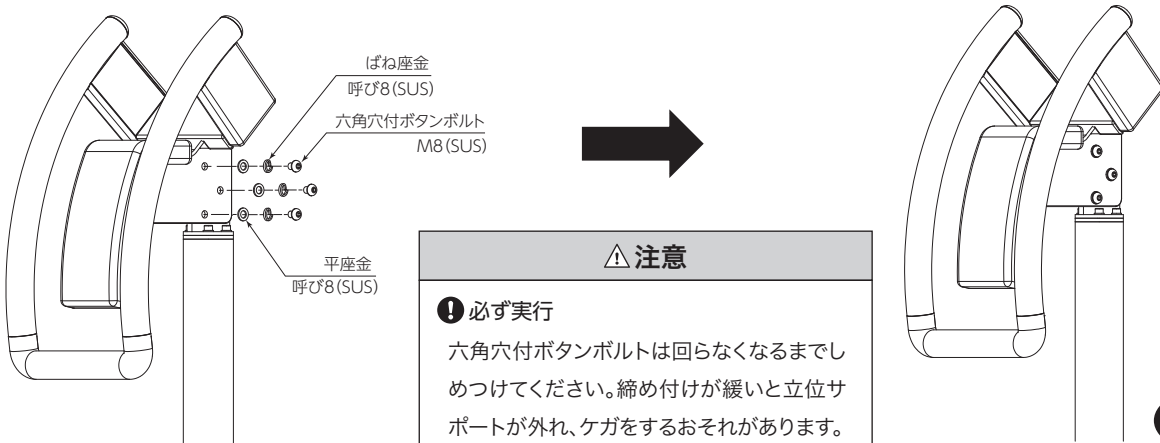 ばね座金
呼び8(SUS)
六角穴付ボタンボルト
M8(SUS)
平座金
呼び8(SUS)
注意
必ず実行
六角穴付ボタンボルトは回らなくなるまでし
めつけてください。締め付けが緩いと立位サ
ポートが外れ、ケガをするおそれがあります。